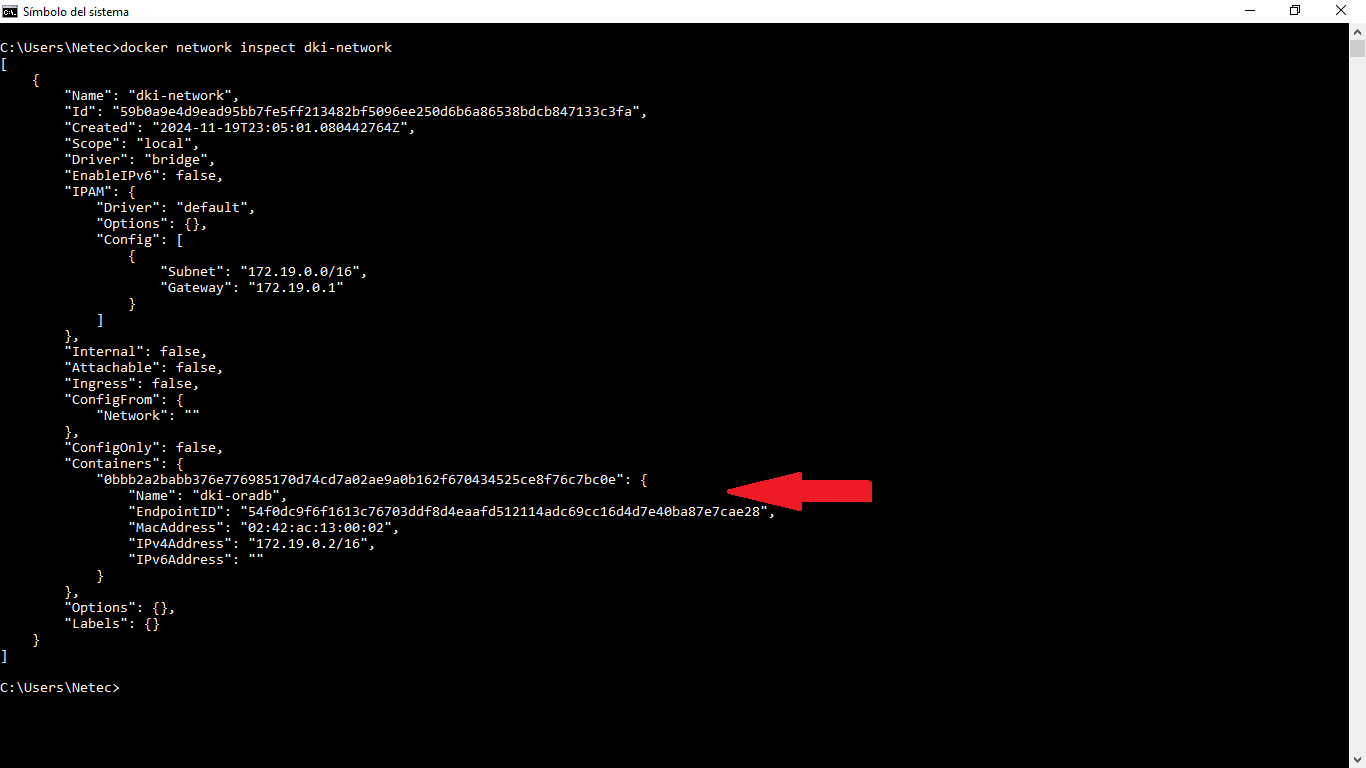 Símbolo del sistema
C:\Users\Netec>docker network inspect dki-network
[
    {
        "Name": "dki-network",
        "Id": "59b0a9e4d9ead95bb7fe5ff213482bf5096ee250d6b6a86538bdcb847133c3fa",
        "Created": "2024-11-19T23:05:01.080442764Z",
        "Scope": "local",
        "Driver": "bridge",
        "EnableIPv6": false,
        "IPAM": {
            "Driver": "default",
            "Options": {},
            "Config": [
                {
                    "Subnet": "172.19.0.0/16",
                    "Gateway": "172.19.0.1"
                }
            ]
        },
        "Internal": false,
        "Attachable": false,
        "Ingress": false,
        "ConfigFrom": {
            "Network": ""
        },
        "ConfigOnly": false,
        "Containers": {
            "0bbb2a2babb376e776985170d74cd7a02ae9a0b162f670434525ce8f76c7bc0e": {
                "Name": "dki-oradb",
                "EndpointID": "54f0dc9f6f1613c76703ddf8d4eaafd512114adc69cc16d4d7e40ba87e7cae28",
                "MacAddress": "02:42:ac:13:00:02",
                "IPv4Address": "172.19.0.2/16",
                "IPv6Address": ""
            }
        },
        "Options": {},
        "Labels": {}
    }
]
C:\Users\Netec>